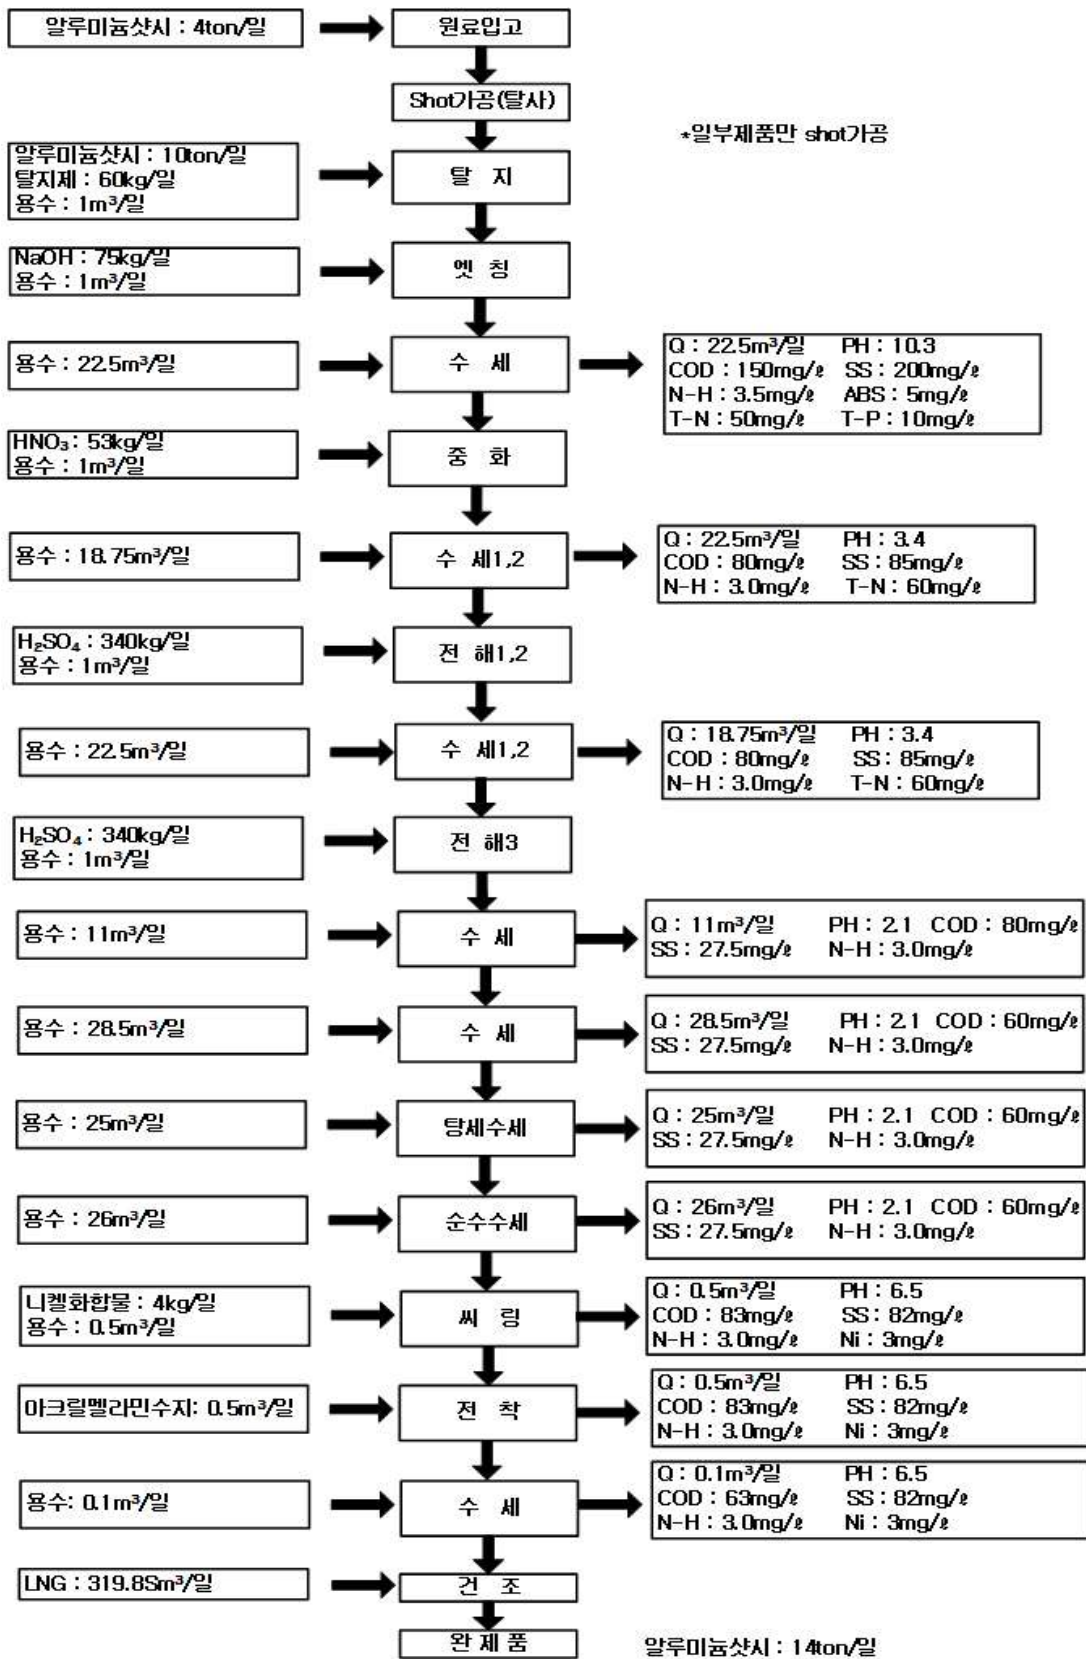 알루미늄샷시 : 4ton/일
원료입고
Shot가공(탈사)
*일부제품만 shot가공
알루미늄샷시 : 10ton/일
탈지제 : 60kg/일
용수 : 1m³/일
탈 지
NaOH : 75kg/일
용수 : 1m³/일
엣 칭
용수 : 22.5m³/일
수 세
Q : 22.5m³/일 PH : 10.3
COD : 150mg/ℓ SS : 200mg/ℓ
N-H : 3.5mg/ℓ ABS : 5mg/ℓ
T-N : 50mg/ℓ T-P : 10mg/ℓ
HNO₃ : 53kg/일
용수 : 1m³/일
중 화
용수 : 18.75m³/일
수 세1,2
Q : 22.5m³/일 PH : 3.4
COD : 80mg/ℓ SS : 85mg/ℓ
N-H : 3.0mg/ℓ T-N : 60mg/ℓ
H₂SO₄ : 340kg/일
용수 : 1m³/일
전 해1,2
용수 : 22.5m³/일
수 세1,2
Q : 18.75m³/일 PH : 3.4
COD : 80mg/ℓ SS : 85mg/ℓ
N-H : 3.0mg/ℓ T-N : 60mg/ℓ
H₂SO₄ : 340kg/일
용수 : 1m³/일
전 해3
용수 : 11m³/일
수 세
Q : 11m³/일 PH : 2.1 COD : 80mg/ℓ
SS : 27.5mg/ℓ N-H : 3.0mg/ℓ
용수 : 28.5m³/일
수 세
Q : 28.5m³/일 PH : 2.1 COD : 60mg/ℓ
SS : 27.5mg/ℓ N-H : 3.0mg/ℓ
용수 : 25m³/일
탕세수세
Q : 25m³/일 PH : 2.1 COD : 60mg/ℓ
SS : 27.5mg/ℓ N-H : 3.0mg/ℓ
용수 : 26m³/일
순수수세
Q : 26m³/일 PH : 2.1 COD : 60mg/ℓ
SS : 27.5mg/ℓ N-H : 3.0mg/ℓ
니켈화합물 : 4kg/일
용수 : 0.5m³/일
씨 링
Q : 0.5m³/일 PH : 6.5
COD : 83mg/ℓ SS : 82mg/ℓ
N-H : 3.0mg/ℓ Ni : 3mg/ℓ
아크릴멜라민수지: 0.5m³/일
전 착
Q : 0.5m³/일 PH : 6.5
COD : 83mg/ℓ SS : 82mg/ℓ
N-H : 3.0mg/ℓ Ni : 3mg/ℓ
용수: 0.1m³/일
수 세
Q : 0.1m³/일 PH : 6.5
COD : 63mg/ℓ SS : 82mg/ℓ
N-H : 3.0mg/ℓ Ni : 3mg/ℓ
LNG : 319.8Sm³/일
건 조
완 제 품
알루미늄샷시 : 14ton/일